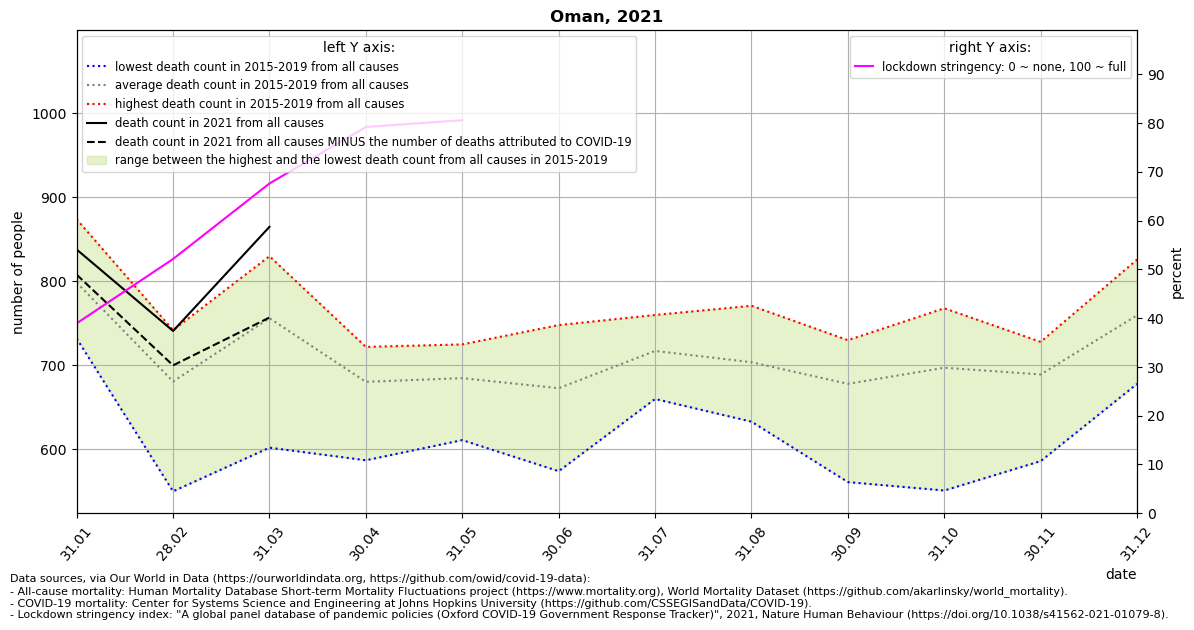 Oman, 2021
left Y axis:
lowest death count in 2015-2019 from all causes
average death count in 2015-2019 from all causes
highest death count in 2015-2019 from all causes
death count in 2021 from all causes
death count in 2021 from all causes MINUS the number of deaths attributed to COVID-19
range between the highest and the lowest death count from all causes in 2015-2019
right Y axis:
lockdown stringency: 0 ~ none, 100 ~ full
number of people
1000
900
800
700
600
percent
90
80
70
60
50
40
30
20
10
0
31.01
28.02
31.03
30.04
31.05
30.06
31.07
31.08
30.09
31.10
30.11
31.12
date
Data sources, via Our World in Data (https://ourworldindata.org, https://github.com/owid/covid-19-data):
- All-cause mortality: Human Mortality Database Short-term Mortality Fluctuations project (https://www.mortality.org), World Mortality Dataset (https://github.com/akarlinsky/world_mortality).
- COVID-19 mortality: Center for Systems Science and Engineering at Johns Hopkins University (https://github.com/CSSEGISandData/COVID-19).
- Lockdown stringency index: "A global panel database of pandemic policies (Oxford COVID-19 Government Response Tracker)", 2021, Nature Human Behaviour (https://doi.org/10.1038/s41562-021-01079-8).